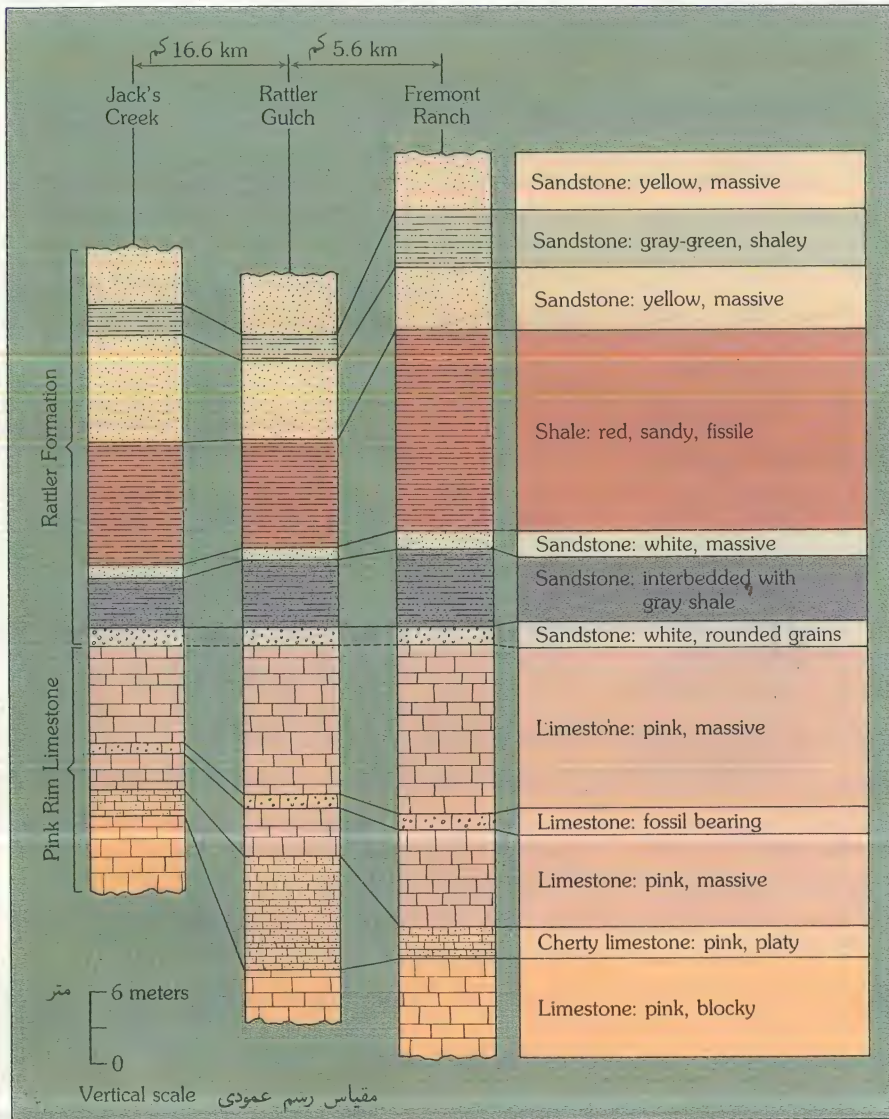 كم 16.6 km
كم 5.6 km
Jack's
Creek
Rattler
Gulch
Fremont
Ranch
Sandstone: yellow, massive
Sandstone: gray-green, shaley
Sandstone: yellow, massive
Rattler Formation
Shale: red, sandy, fissile
Sandstone: white, massive
Sandstone: interbedded with
gray shale
Sandstone: white, rounded grains
Pink Rim Limestone
Limestone: pink, massive
Limestone: fossil bearing
Limestone: pink, massive
Cherty limestone: pink, platy
Limestone: pink, blocky
متر 6 meters
0
Vertical scale مقياس رسم عمودى